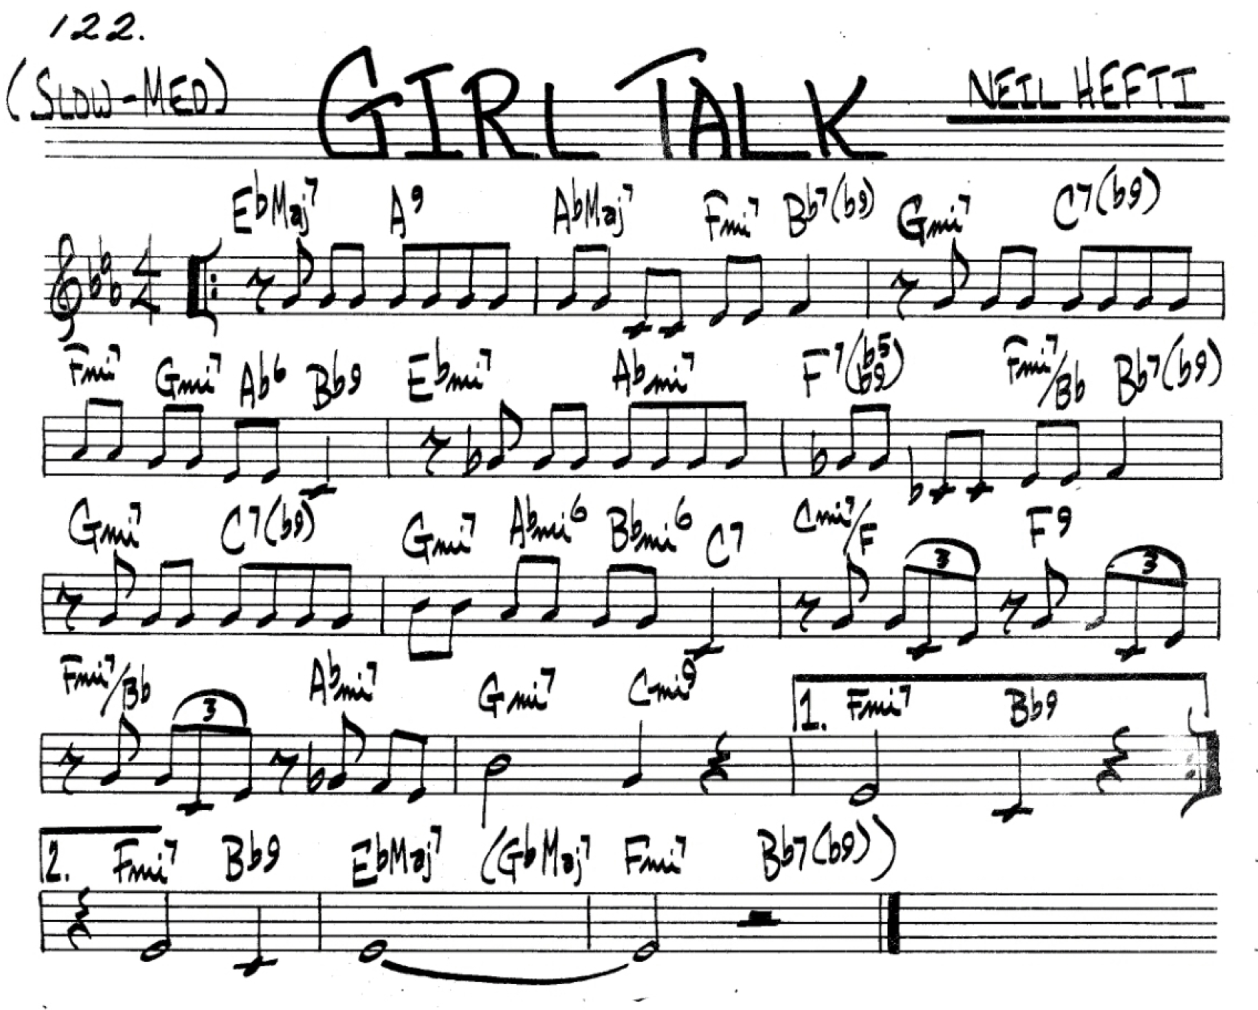 122.
(SLOW-MED) GIRL TALK NEIL HEFTI
EbMaj7 A9 AbMaj7 Fmi7 Bb7(b9) Gmi7 C7(b9)
4 4
Fmi7 Gmi7 Ab6 Bb9 Ebmi7 Abmi7 F7(b5 b9) Fmi7/Bb Bb7(b9)
Gmi7 C7(b9) Gmi7 Abmi6 Bbmi6 C7 Cmi7/F F9
3 3
Fmi7/Bb Abmi7 Gmi7 Cmi9 1. Fmi7 Bb9
3
2. Fmi7 Bb9 EbMaj7 (GbMaj7 Fmi7 Bb7(b9))